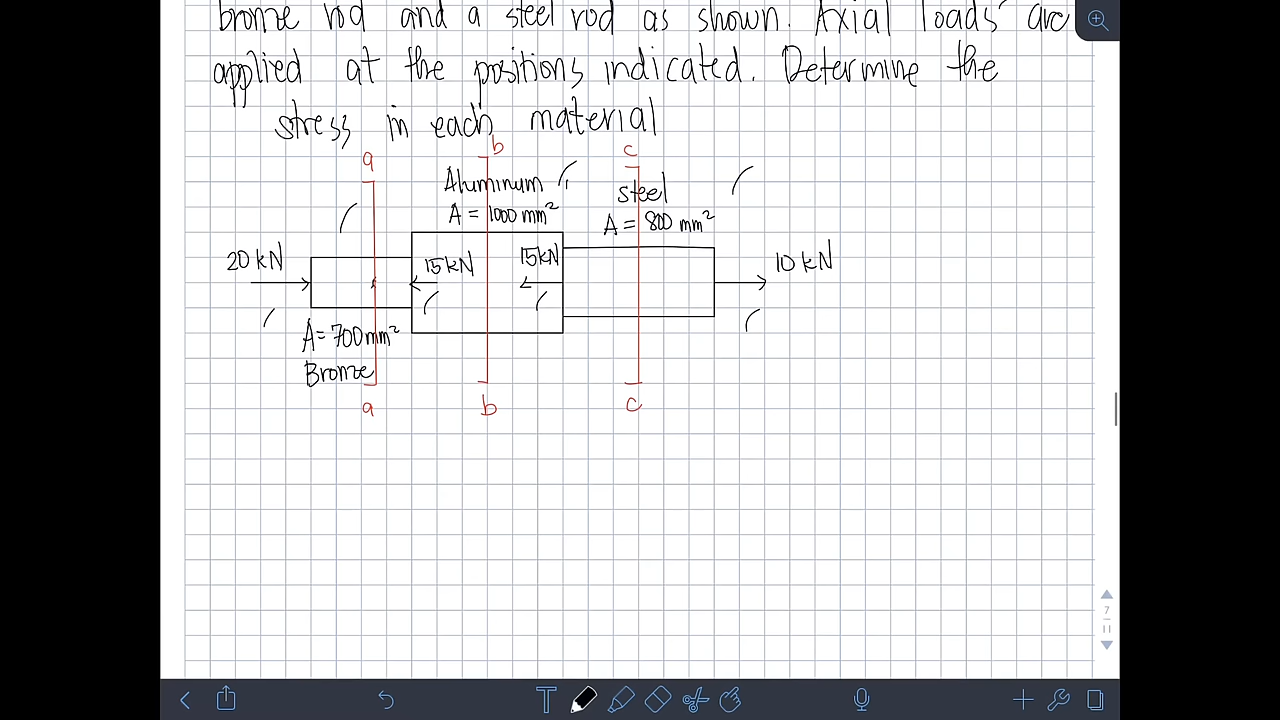 bronze rod and a steel rod as shown. Axial loads are
applied at the positions indicated. Determine the
stress in each material
a
b
c
Aluminum
A = 1000 mm²
steel
A = 800 mm²
20 kN
15 kN
15 kN
10 kN
A = 700 mm²
Bronze
a
b
c
7
11
T